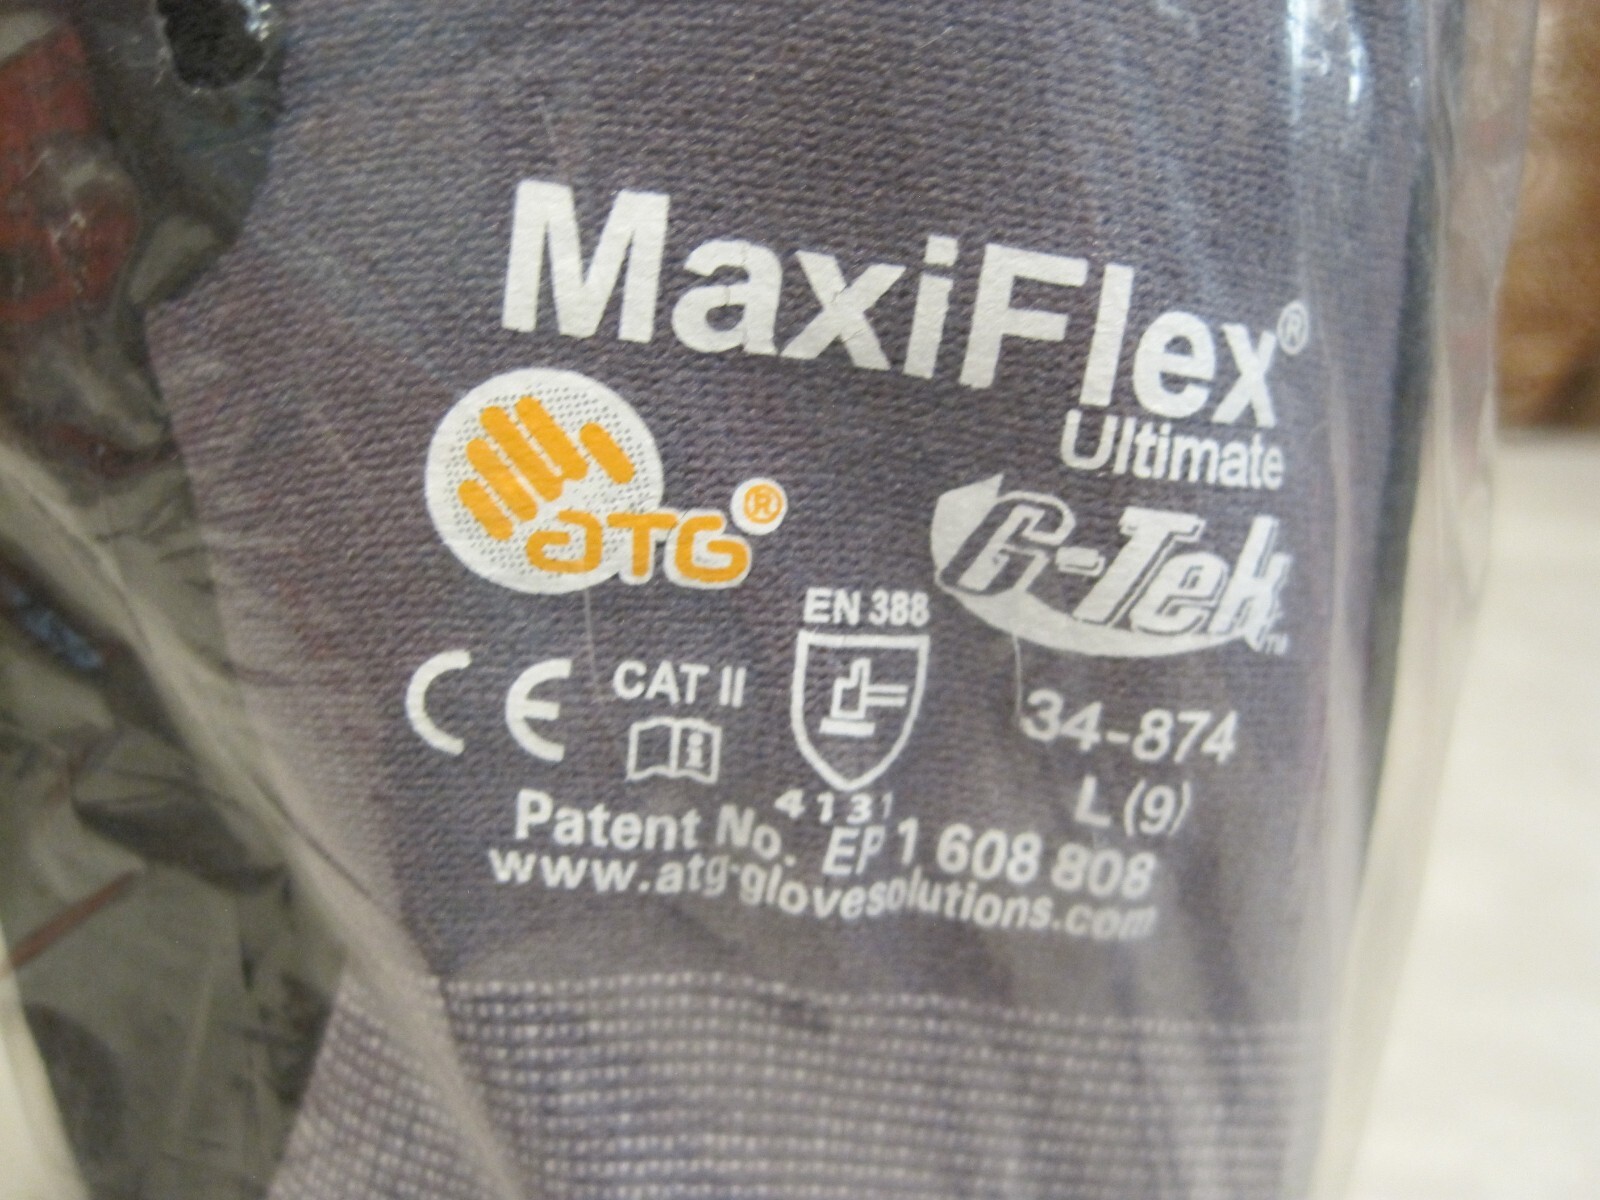 MaxiFlex®
Ultimate
ATG®
G-Tek™
EN 388
CE
CAT II
34-874
L (9)
4131
Patent No. EP 1 608 808
www.atg-glovesolutions.com